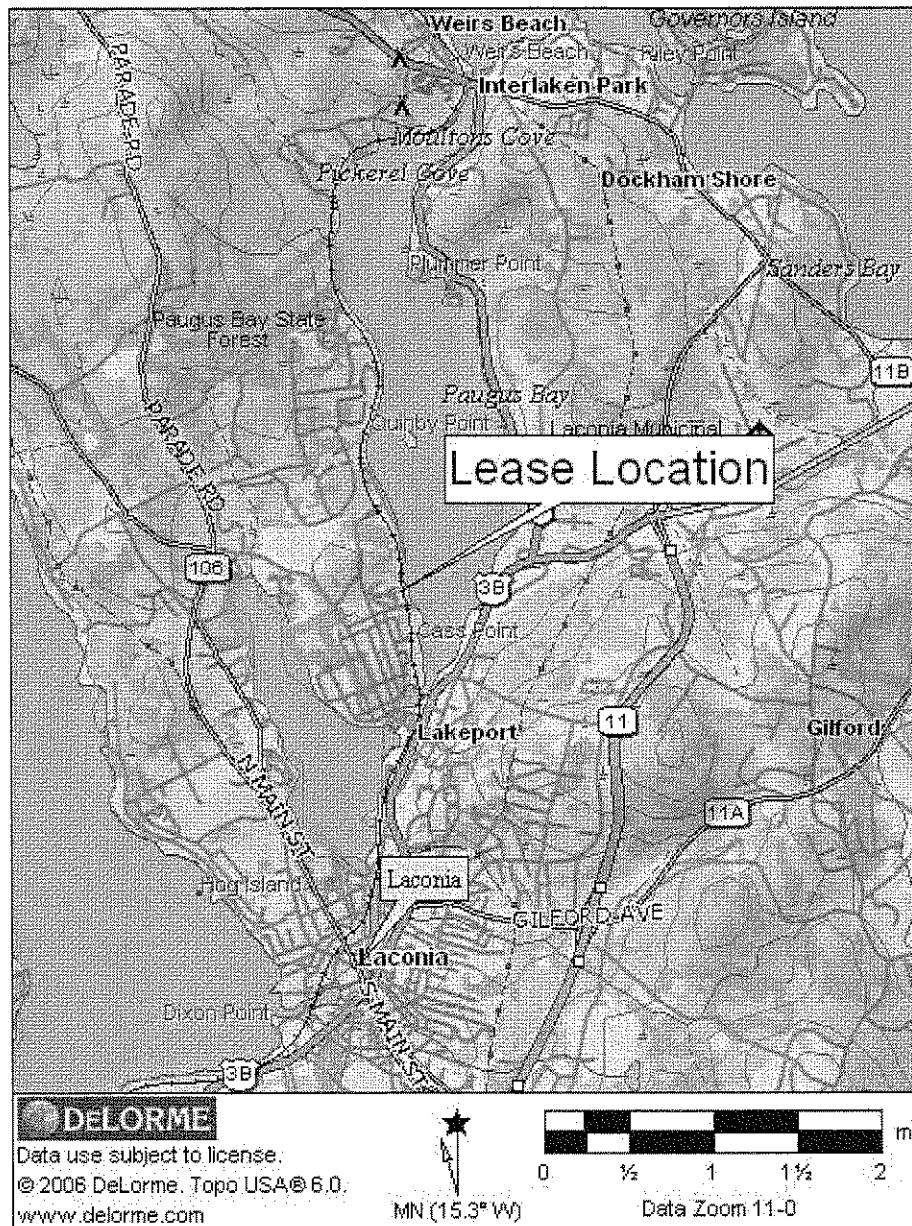 Governors Island
Weirs Beach
Weirs Beach
Riley Point
Interlaken Park
PARADE RD
Moultons Cove
Pickerel Cove
Dockham Shore
Plummer Point
Sanders Bay
Paugus Bay State
Forest
11B
Paugus Bay
PARADE RD
Quinby Point
Laconia Municipal
Lease Location
106
3B
Cass Point
11
Lakeport
Gilford
N MAIN ST
11A
Hog Island
Laconia
GILFORD AVE
Laconia
S MAIN ST
Dixon Point
3B
DELORME
Data use subject to license.
© 2006 DeLorme. Topo USA® 6.0.
www.delorme.com
MN (15.3° W)
0 ½ 1 1½ 2
Data Zoom 11-0